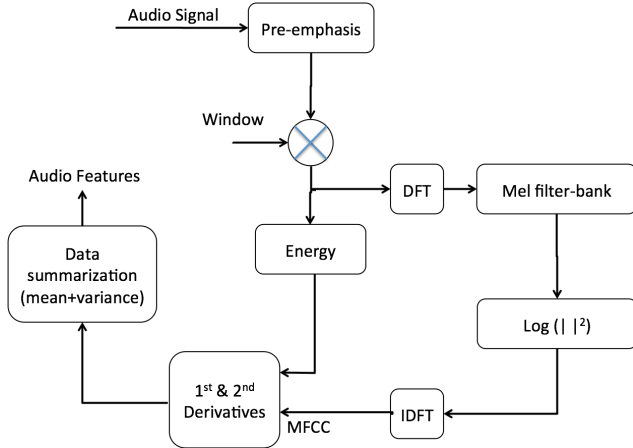 Audio Signal
Pre-emphasis
Window
DFT
Mel filter-bank
Audio Features
Data
summarization
(mean+variance)
Energy
Log (| |²)
1st & 2nd
Derivatives
MFCC
IDFT